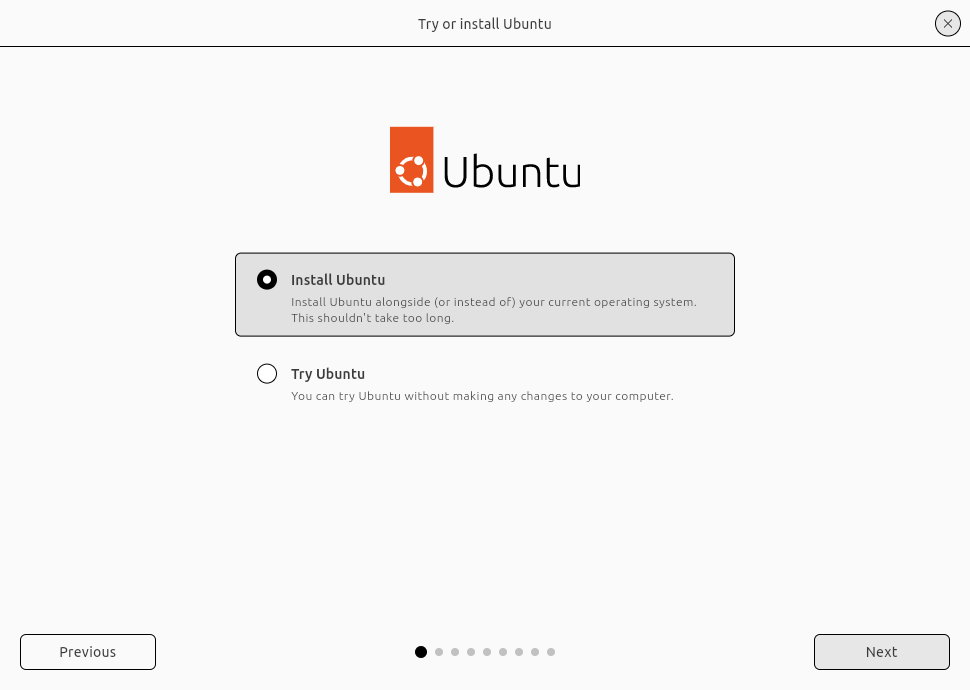 Try or install Ubuntu
Ubuntu
Install Ubuntu
Install Ubuntu alongside (or instead of) your current operating system.
This shouldn't take too long.
Try Ubuntu
You can try Ubuntu without making any changes to your computer.
Previous
Next